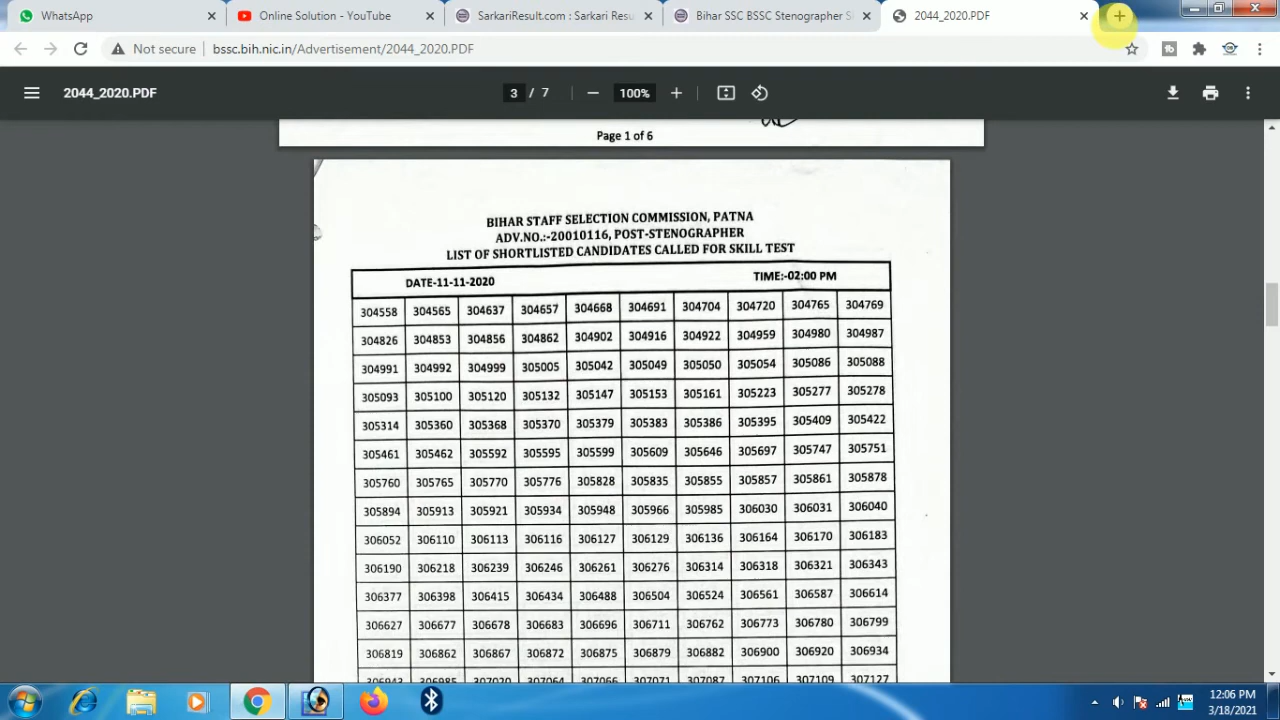 WhatsApp
Online Solution - YouTube
SarkariResult.com : Sarkari Resu
Bihar SSC BSSC Stenographer S
2044_2020.PDF
Not secure
bssc.bih.nic.in/Advertisement/2044_2020.PDF
2044_2020.PDF
3 / 7
100%
Page 1 of 6
BIHAR STAFF SELECTION COMMISSION, PATNA
ADV.NO.:-20010116, POST-STENOGRAPHER
LIST OF SHORTLISTED CANDIDATES CALLED FOR SKILL TEST
DATE-11-11-2020 TIME:-02:00 PM
304558 304565 304637 304657 304668 304691 304704 304720 304765 304769
304826 304853 304856 304862 304902 304916 304922 304959 304980 304987
304991 304992 304999 305005 305042 305049 305050 305054 305086 305088
305093 305100 305120 305132 305147 305153 305161 305223 305277 305278
305314 305360 305368 305370 305379 305383 305386 305395 305409 305422
305461 305462 305592 305595 305599 305609 305646 305697 305747 305751
305760 305765 305770 305776 305828 305835 305855 305857 305861 305878
305894 305913 305921 305934 305948 305966 305985 306030 306031 306040
306052 306110 306113 306116 306127 306129 306136 306164 306170 306183
306190 306218 306239 306246 306261 306276 306314 306318 306321 306343
306377 306398 306415 306434 306488 306504 306524 306561 306587 306614
306627 306677 306678 306683 306696 306711 306762 306773 306780 306799
306819 306862 306867 306872 306875 306879 306882 306900 306920 306934
306943 306985 307020 307064 307066 307071 307087 307106 307109 307127
12:06 PM
3/18/2021